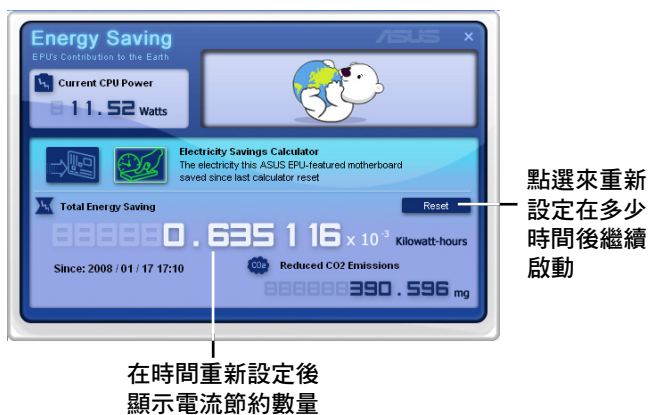 Energy Saving
EPU's Contribution to the Earth
ASUS
×
Current CPU Power
11.52 Watts
Electricity Savings Calculator
The electricity this ASUS EPU-featured motherboard
saved since last calculator reset
Total Energy Saving
Reset
0.635116 x 10⁻³ Kilowatt-hours
Since: 2008 / 01 / 17 17:10
CO2e
Reduced CO2 Emissions
390.596 mg
點選來重新
設定在多少
時間後繼續
啟動
在時間重新設定後
顯示電流節約數量